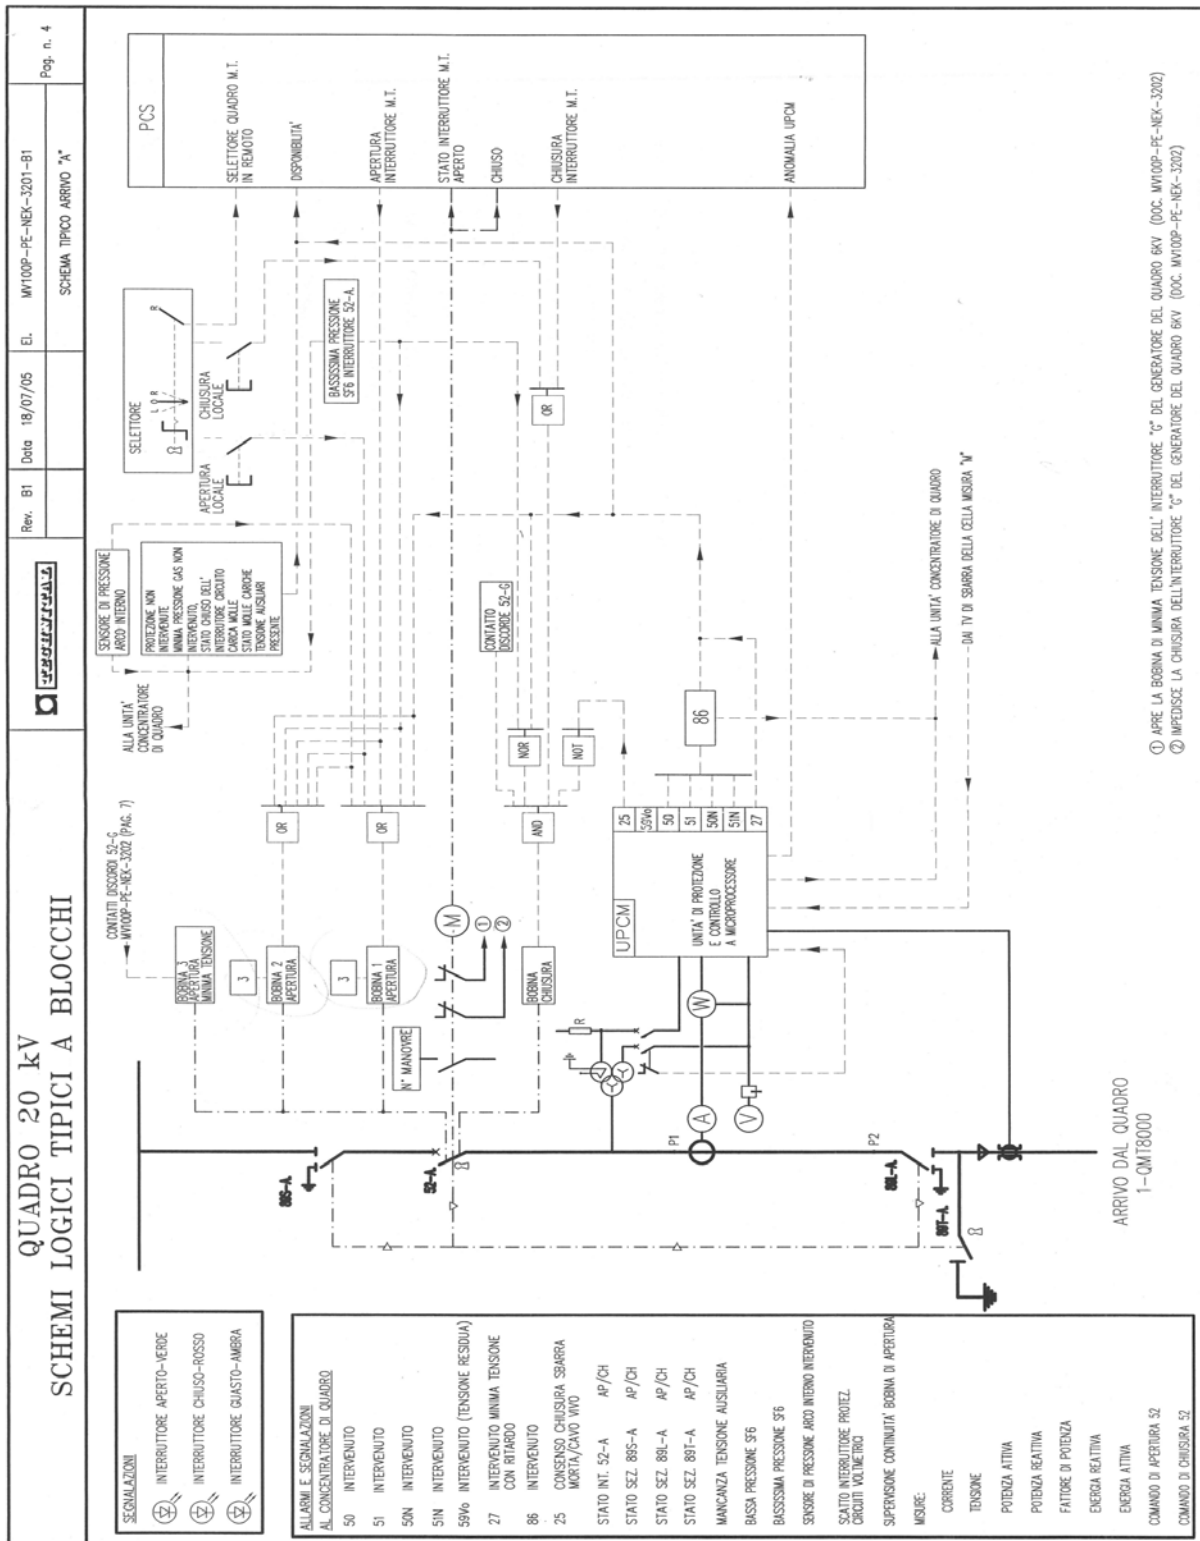 QUADRO 20 kV
SCHEMI LOGICI TIPICI A BLOCCHI
Rev. B1
Data 18/07/05
El. MV100P-PE-NEK-3201-B1
Pag. n. 4
SCHEMA TIPICO ARRIVO "A"
SEGNALAZIONI
INTERRUTTORE APERTO-VERDE
INTERRUTTORE CHIUSO-ROSSO
INTERRUTTORE GUASTO-AMBRA
ALLARMI E SEGNALAZIONI
AL CONCENTRATORE DI QUADRO
50 INTERVENUTO
51 INTERVENUTO
50N INTERVENUTO
51N INTERVENUTO
59Vo INTERVENUTO (TENSIONE RESIDUA)
27 INTERVENUTO MINIMA TENSIONE
CON RITARDO
86 INTERVENUTO
25 CONSENSO CHIUSURA SBARRA
MORTA/CAVO VIVO
STATO INT. 52-A AP/CH
STATO SEZ. 89S-A AP/CH
STATO SEZ. 89L-A AP/CH
STATO SEZ. 89T-A AP/CH
MANCANZA TENSIONE AUSILIARIA
BASSA PRESSIONE SF6
BASSISSIMA PRESSIONE SF6
SENSORE DI PRESSIONE ARCO INTERNO INTERVENUTO
SCATTO INTERRUTTORE PROTEZ.
CIRCUITI VOLTMETRICI
SUPERVISIONE CONTINUITA' BOBINA DI APERTURA
MISURE:
CORRENTE
TENSIONE
POTENZA ATTIVA
POTENZA REATTIVA
FATTORE DI POTENZA
ENERGIA REATTIVA
ENERGIA ATTIVA
COMANDO DI APERTURA 52
COMANDO DI CHIUSURA 52
CONTATTI DISCORDI 52-G
MV100P-PE-NEK-3202 (PAG. 7)
BOBINA 3
APERTURA
MINIMA TENSIONE
3
BOBINA 2
APERTURA
3
BOBINA 1
APERTURA
N° MANOVRE
BOBINA
CHIUSURA
M
1
2
OR
OR
AND
NOR
NOT
OR
ALLA UNITA'
CONCENTRATORE
DI QUADRO
SENSORE DI PRESSIONE
ARCO INTERNO
PROTEZIONE NON
INTERVENUTE
MINIMA PRESSIONE GAS NON
INTERVENUTO,
STATO CHIUSO DELL'
INTERRUTORE CIRCUITO
CARICA MOLLE
STATO MOLLE CARICHE
TENSIONE AUSILIARI
PRESENTE
SELETTORE
L O R
R
APERTURA
LOCALE
CHIUSURA
LOCALE
BASSISSIMA PRESSIONE
SF6 INTERRUTTORE 52-A.
CONTATTO
DISCORDE 52-G
PCS
SELETTORE QUADRO M.T.
IN REMOTO
DISPONIBILITA'
APERTURA
INTERRUTTORE M.T.
STATO INTERRUTTORE M.T.
APERTO
CHIUSO
CHIUSURA
INTERRUTTORE M.T.
ANOMALIA UPCM
89S-A
52-A
P1
P2
89L-A
89T-A
R
A
V
W
UPCM
UNITA' DI PROTEZIONE
E CONTROLLO
A MICROPROCESSORE
25
59Vo
50
51
50N
51N
27
86
ALLA UNITA' CONCENTRATORE DI QUADRO
DAI TV DI SBARRA DELLA CELLA MISURA "M"
ARRIVO DAL QUADRO
1-QMT8000
1 APRE LA BOBINA DI MINIMA TENSIONE DELL' INTERRUTTORE "G" DEL GENERATORE DEL QUADRO 6KV (DOC. MV100P-PE-NEK-3202)
2 IMPEDISCE LA CHIUSURA DELL'INTERRUTTORE "G" DEL GENERATORE DEL QUADRO 6KV (DOC. MV100P-PE-NEK-3202)